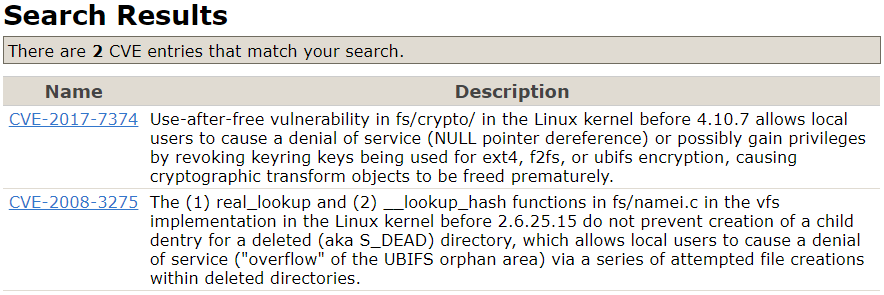 Search Results
There are 2 CVE entries that match your search.
Name Description
CVE-2017-7374 Use-after-free vulnerability in fs/crypto/ in the Linux kernel before 4.10.7 allows local
users to cause a denial of service (NULL pointer dereference) or possibly gain privileges
by revoking keyring keys being used for ext4, f2fs, or ubifs encryption, causing
cryptographic transform objects to be freed prematurely.
CVE-2008-3275 The (1) real_lookup and (2) __lookup_hash functions in fs/namei.c in the vfs
implementation in the Linux kernel before 2.6.25.15 do not prevent creation of a child
dentry for a deleted (aka S_DEAD) directory, which allows local users to cause a denial
of service ("overflow" of the UBIFS orphan area) via a series of attempted file creations
within deleted directories.